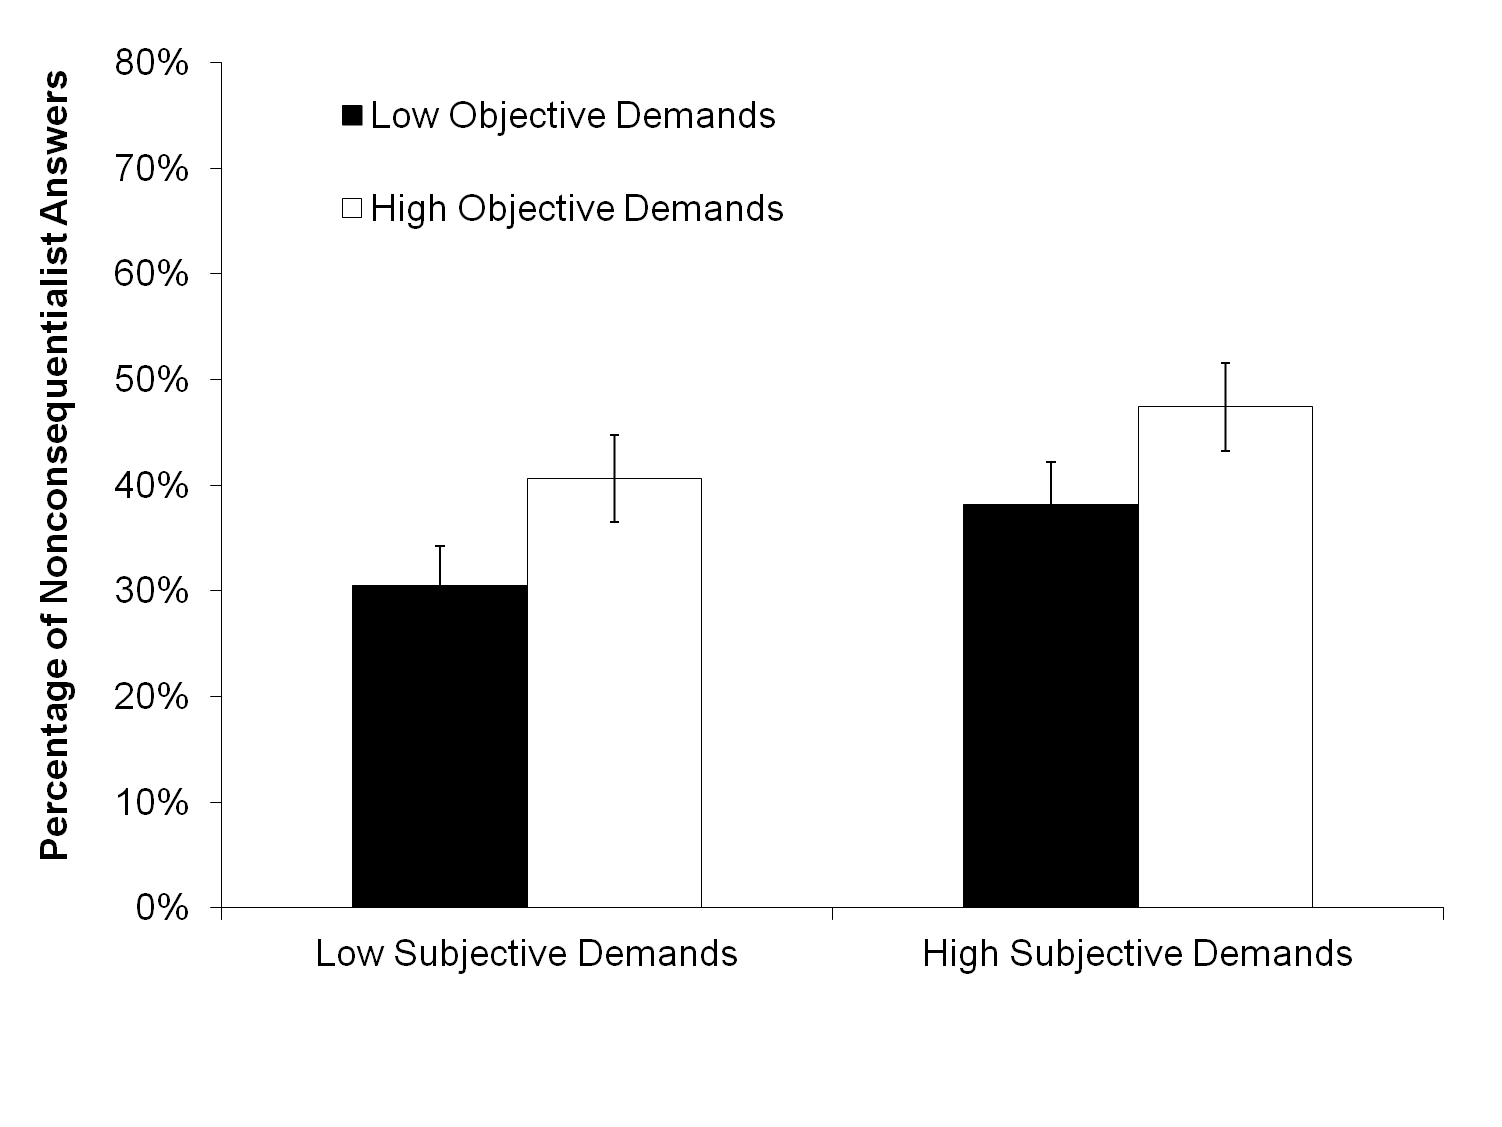 Percentage of Nonconsequentialist Answers
80%
70%
60%
50%
40%
30%
20%
10%
0%
Low Objective Demands
High Objective Demands
Low Subjective Demands
High Subjective Demands